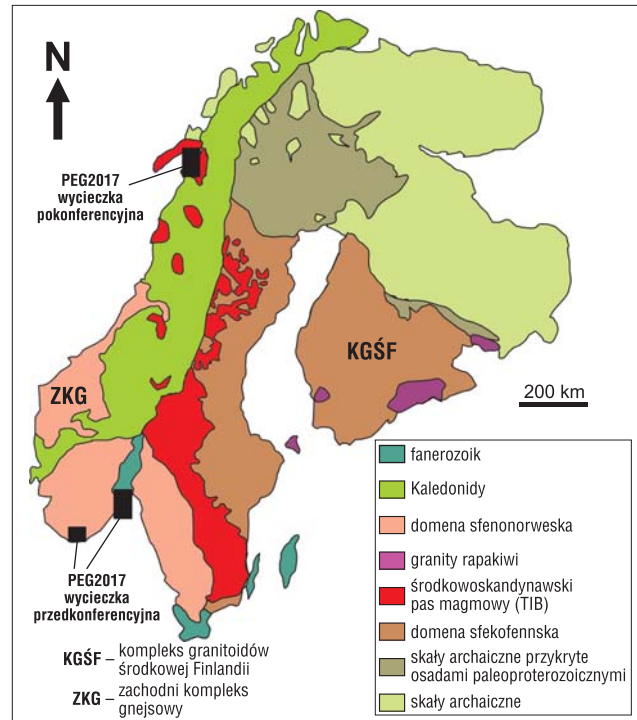 N
PEG2017
wycieczka
pokonferencyjna
ZKG
KGŚF
200 km
PEG2017
wycieczka
przedkonferencyjna
KGŚF – kompleks granitoidów
środkowej Finlandii
ZKG – zachodni kompleks
gnejsowy
fanerozoik
Kaledonidy
domena sfenonorweska
granity rapakiwi
środkowoskandynawski
pas magmowy (TIB)
domena sfekofennska
skały archaiczne przykryte
osadami paleoproterozoicznymi
skały archaiczne